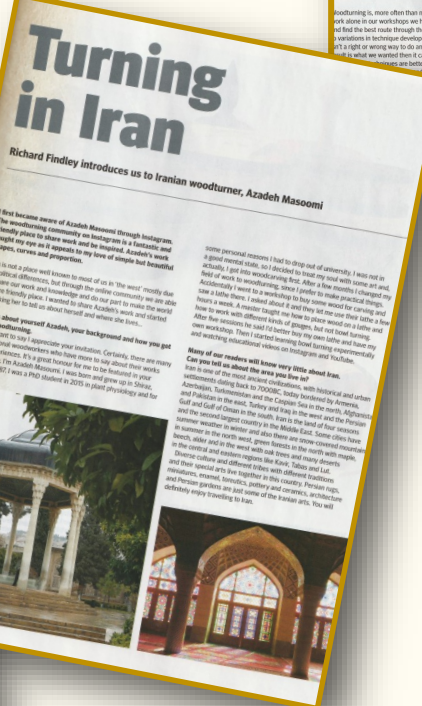 Woodturning is, more often than
work alone in our workshops we
and find the best route through
variations in technique develop
isn't a right or wrong way to do
result is what we wanted then it
techniques are
Turning
in Iran
Richard Findley introduces us to Iranian woodturner, Azadeh Masoomi
I first became aware of Azadeh Masoomi through Instagram.
The woodturning community on Instagram is a fantastic and
friendly place to share work and be inspired. Azadeh's work
caught my eye as it appeals to my love of simple but beautiful
shapes, curves and proportion.
is not a place well known to most of us in 'the west' mostly due
political differences, but through the online community we are able
share our work and knowledge and do our part to make the world
friendly place. I wanted to share Azadeh's work and started
asking her to tell us about herself and where she lives...
about yourself Azadeh, your background and how you got
woodturning.
want to say I appreciate your invitation. Certainly, there are many
woodworkers who have more to say about their works
experiences. It's a great honour for me to be featured in your
I'm Azadeh Masoomi. I was born and grew up in Shiraz,
87. I was a PhD student in 2015 in plant physiology and for
some personal reasons I had to drop out of university. I was not in
a good mental state, so I decided to treat my soul with some art and,
actually, I got into woodcarving first. After a few months I changed my
field of work to woodturning, since I prefer to make practical things.
Accidentally I went to a workshop to buy some wood for carving and
saw a lathe there. I asked about it and they let me use their lathe a few
hours a week. A master taught me how to place wood on a lathe and
how to work with different kinds of gouges, but not bowl turning.
After five sessions he said I'd better buy my own lathe and have my
own workshop. Then I started learning bowl turning experimentally
and watching educational videos on Instagram and YouTube.
Many of our readers will know very little about Iran.
Can you tell us about the area you live in?
Iran is one of the most ancient civilizations, with historical and urban
settlements dating back to 7000BC, today bordered by Armenia,
Azerbaijan, Turkmenistan and the Caspian Sea in the north, Afghanistan
and Pakistan in the east, Turkey and Iraq in the west and the Persian
Gulf and Gulf of Oman in the south. Iran is the land of four seasons
and the second largest country in the Middle East. Some cities have
summer weather in winter and also there are snow covered mountains
in summer in the north west, green forests in the north with maple,
beech, alder and in the west with oak trees and many deserts
in the central and eastern regions like Kavir, Tabas and Lut.
Diverse culture and different tribes with different traditions
and their special arts live together in this country. Persian rugs,
miniatures, enamel, toreutics, pottery and ceramics, architecture
and Persian gardens are just some of the Iranian arts. You will
definitely enjoy travelling to Iran.